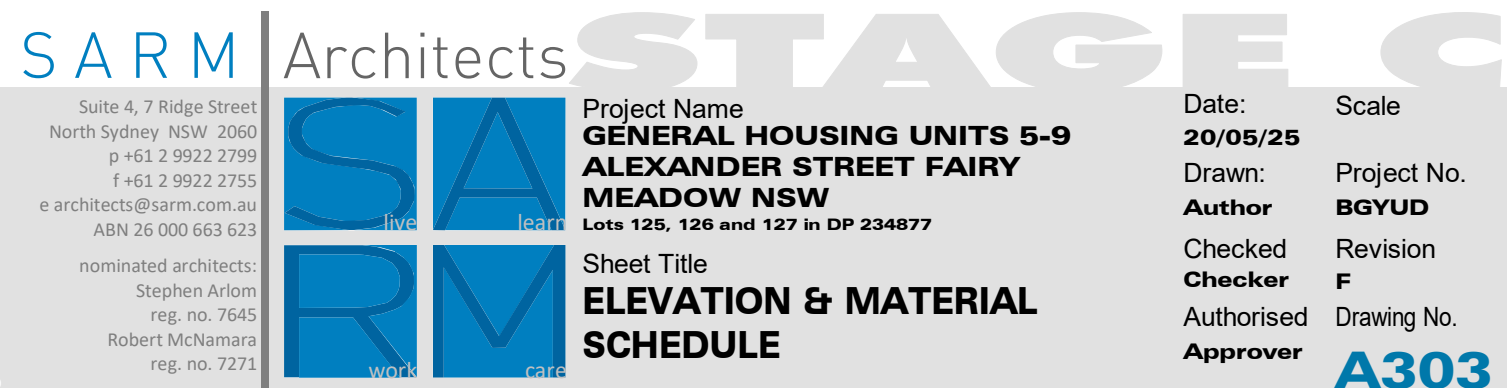 SARM Architects
STAGE C
Suite 4, 7 Ridge Street
North Sydney NSW 2060
p +61 2 9922 2799
f +61 2 9922 2755
e architects@sarm.com.au
ABN 26 000 663 623
nominated architects:
Stephen Arlom
reg. no. 7645
Robert McNamara
reg. no. 7271
S A
live learn
R M
work care
Project Name
GENERAL HOUSING UNITS 5-9
ALEXANDER STREET FAIRY
MEADOW NSW
Lots 125, 126 and 127 in DP 234877
Sheet Title
ELEVATION & MATERIAL
SCHEDULE
Date:
20/05/25
Drawn:
Author
Checked
Checker
Authorised
Approver
Scale
Project No.
BGYUD
Revision
F
Drawing No.
A303